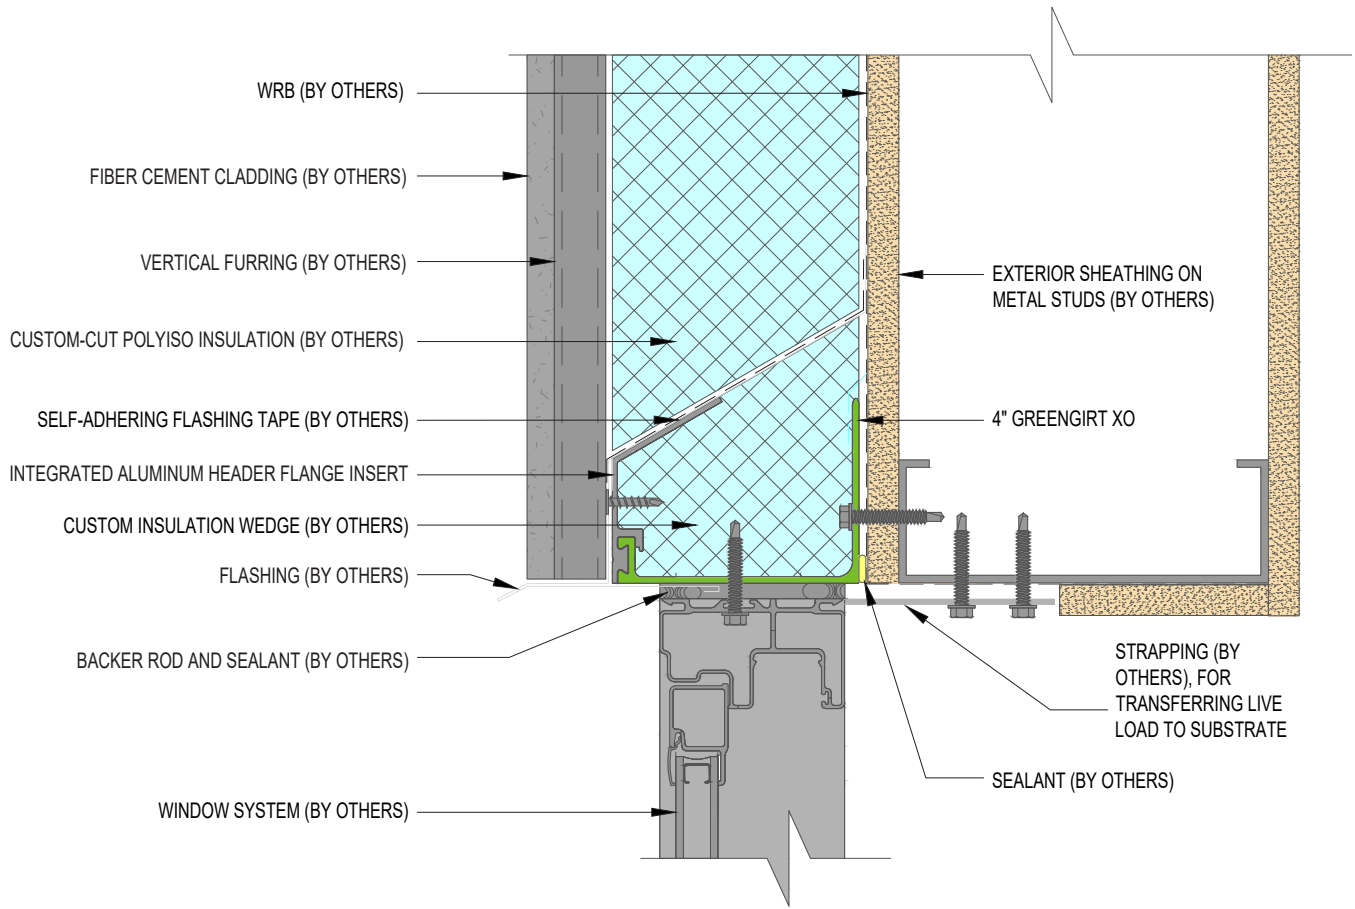 WRB (BY OTHERS)
FIBER CEMENT CLADDING (BY OTHERS)
VERTICAL FURRING (BY OTHERS)
CUSTOM-CUT POLYISO INSULATION (BY OTHERS)
SELF-ADHERING FLASHING TAPE (BY OTHERS)
INTEGRATED ALUMINUM HEADER FLANGE INSERT
CUSTOM INSULATION WEDGE (BY OTHERS)
FLASHING (BY OTHERS)
BACKER ROD AND SEALANT (BY OTHERS)
WINDOW SYSTEM (BY OTHERS)
EXTERIOR SHEATHING ON
METAL STUDS (BY OTHERS)
4" GREENGIRT XO
STRAPPING (BY
OTHERS), FOR
TRANSFERRING LIVE
LOAD TO SUBSTRATE
SEALANT (BY OTHERS)